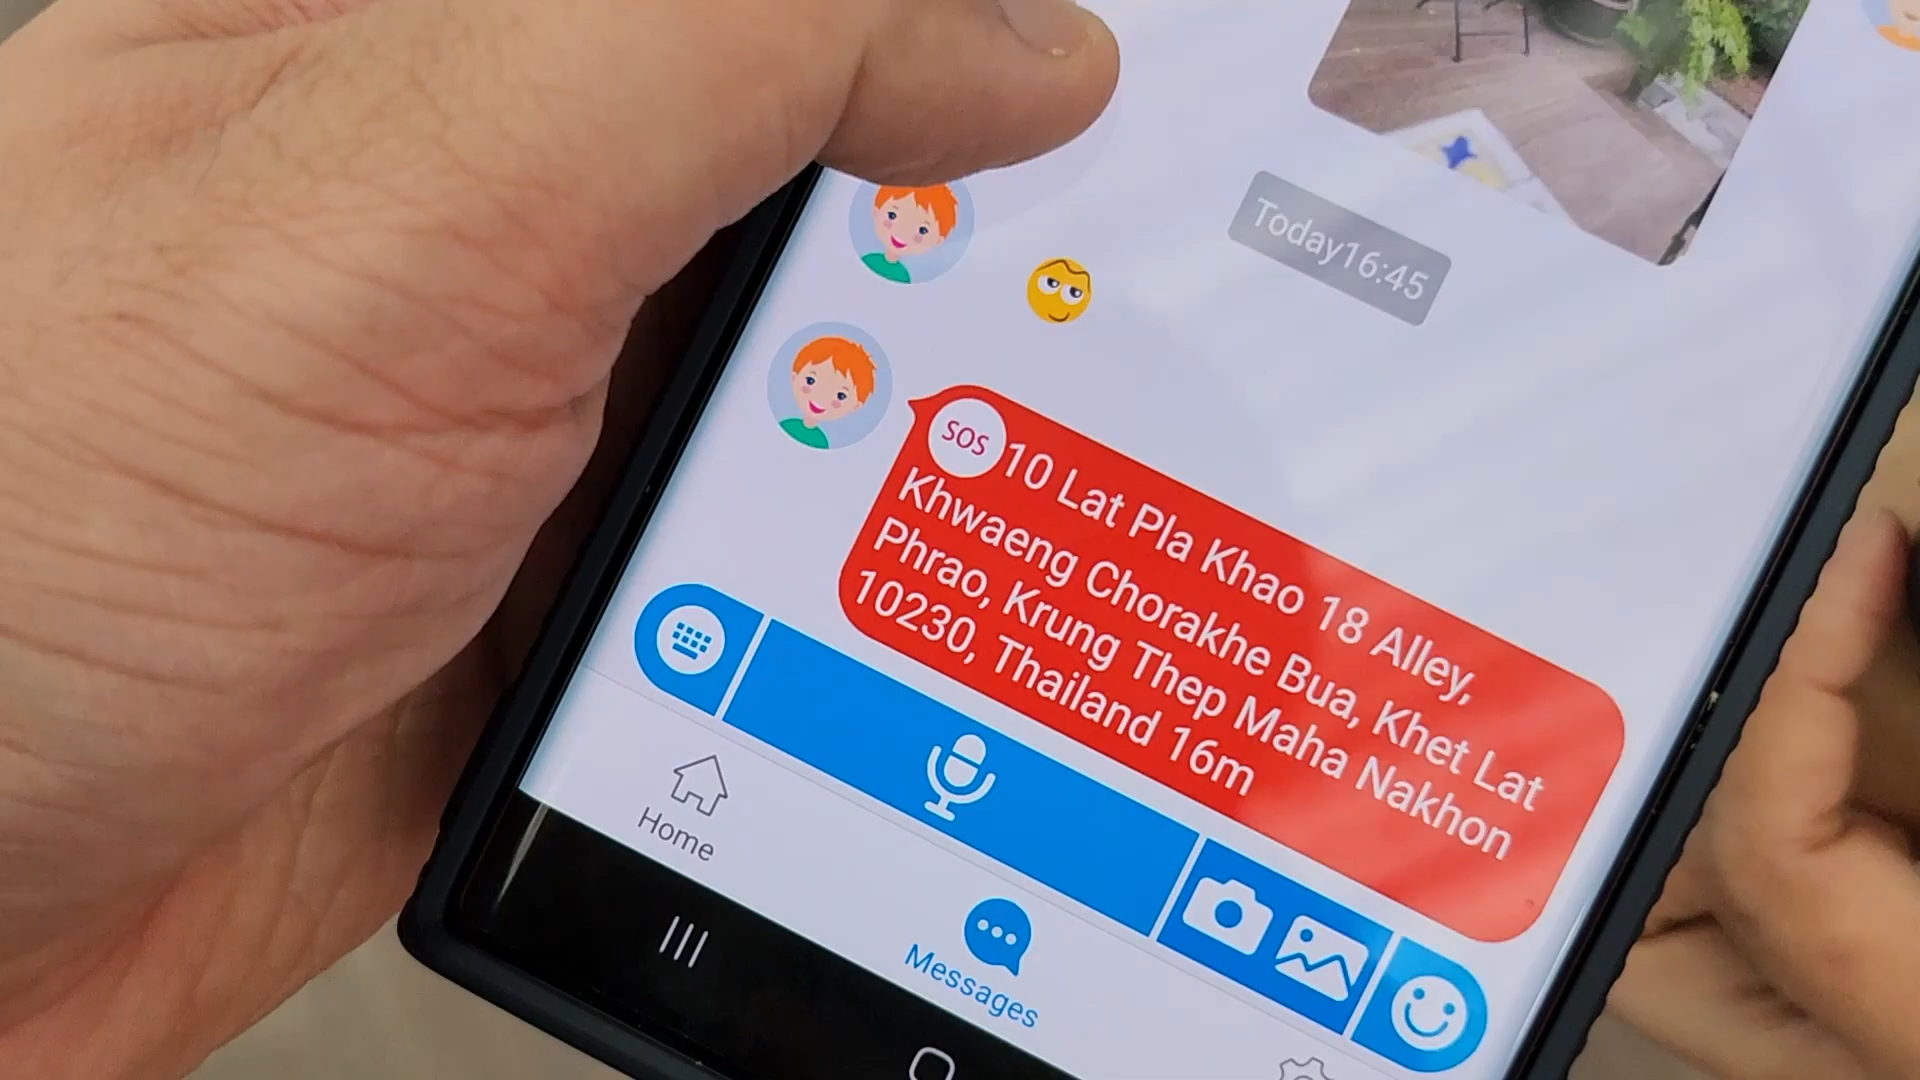 Today16:45
SOS 10 Lat Pla Khao 18 Alley,
Khwaeng Chorakhe Bua, Khet Lat
Phrao, Krung Thep Maha Nakhon
10230, Thailand 16m
Home
Messages